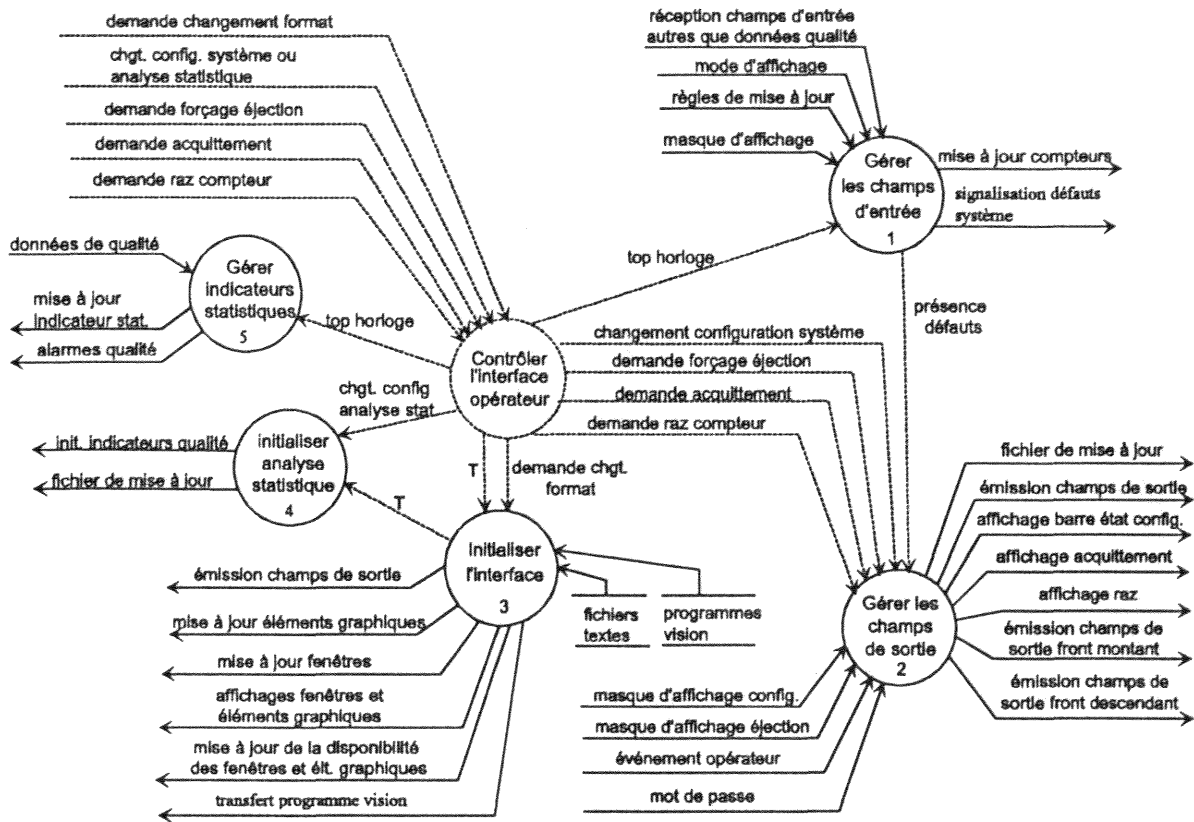 demande changement format
chgt. config. système ou
analyse statistique
demande forçage éjection
demande acquittement
demande raz compteur
réception champs d'entrée
autres que données qualité
mode d'affichage
règles de mise à jour
masque d'affichage
Gérer
les champs
d'entrée
1
mise à jour compteurs
signalisation défauts
système
données de qualité
mise à jour
indicateur stat.
alarmes qualité
Gérer
indicateurs
statistiques
5
top horloge
top horloge
présence
défauts
Contrôler
l'interface
opérateur
changement configuration système
demande forçage éjection
demande acquittement
demande raz compteur
chgt. config
analyse stat
init. indicateurs qualité
fichier de mise à jour
initialiser
analyse
statistique
4
T
T
demande chgt.
format
Initialiser
l'interface
3
fichiers
textes
programmes
vision
émission champs de sortie
mise à jour éléments graphiques
mise à jour fenêtres
affichages fenêtres et
éléments graphiques
mise à jour de la disponibilité
des fenêtres et élt. graphiques
transfert programme vision
Gérer les
champs
de sortie
2
masque d'affichage config.
masque d'affichage éjection
événement opérateur
mot de passe
fichier de mise à jour
émission champs de sortie
affichage barre état config.
affichage acquittement
affichage raz
émission champs de
sortie front montant
émission champs de
sortie front descendant